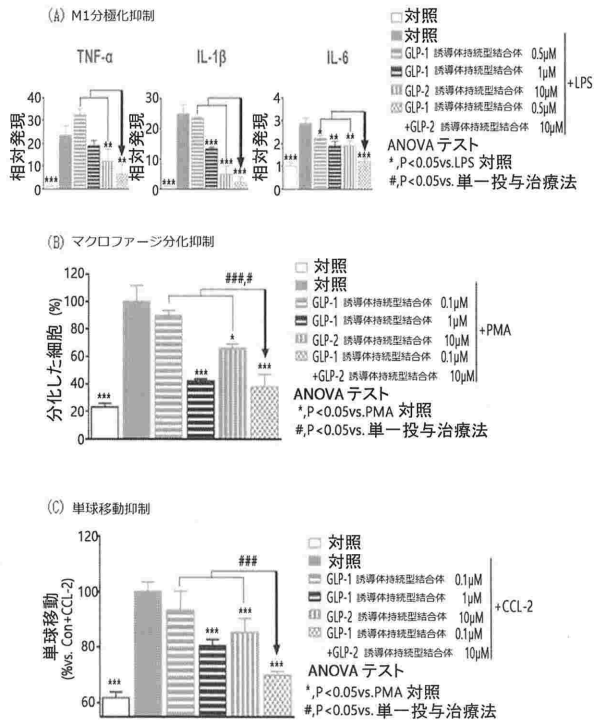 (A) M1分極化抑制
TNF-α
IL-1β
IL-6
相対発現
40
30
20
10
0
***
**
**
相対発現
30
20
10
0
***
***
***
***
相対発現
4
3
2
1
0
***
*
**
**
***
対照
対照
GLP-1 誘導体持続型結合体 0.5μM
GLP-1 誘導体持続型結合体 1μM
GLP-2 誘導体持続型結合体 10μM
GLP-1 誘導体持続型結合体 0.5μM
+GLP-2 誘導体持続型結合体 10μM
+LPS
ANOVA テスト
*,P<0.05vs.LPS 対照
#,P<0.05vs. 単一投与治療法
(B) マクロファージ分化抑制
分化した細胞 (%)
120
100
80
60
40
20
0
***
***
*
***
###,#
対照
対照
GLP-1 誘導体持続型結合体 0.1μM
GLP-1 誘導体持続型結合体 1μM
GLP-2 誘導体持続型結合体 10μM
GLP-1 誘導体持続型結合体 0.1μM
+GLP-2 誘導体持続型結合体 10μM
+PMA
ANOVA テスト
*,P<0.05vs.PMA 対照
#,P<0.05vs. 単一投与治療法
(C) 単球移動抑制
単球移動
(%vs. Con+CCL-2)
120
100
80
60
***
***
***
***
###
対照
対照
GLP-1 誘導体持続型結合体 0.1μM
GLP-1 誘導体持続型結合体 1μM
GLP-2 誘導体持続型結合体 10μM
GLP-1 誘導体持続型結合体 0.1μM
+GLP-2 誘導体持続型結合体 10μM
+CCL-2
ANOVA テスト
*,P<0.05vs.PMA 対照
#,P<0.05vs. 単一投与治療法